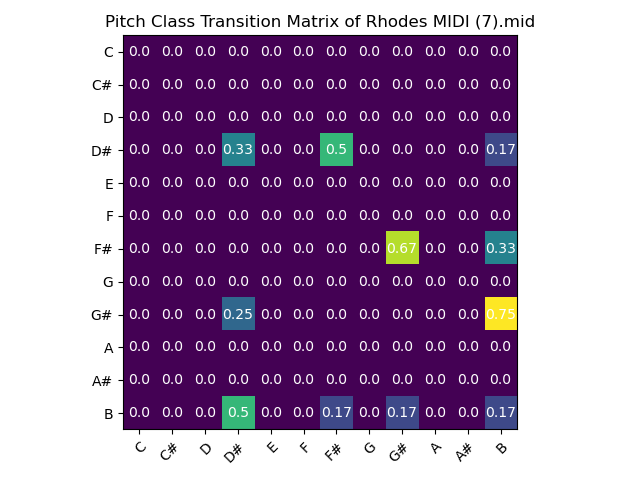 Pitch Class Transition Matrix of Rhodes MIDI (7).mid
C 0.0 0.0 0.0 0.0 0.0 0.0 0.0 0.0 0.0 0.0 0.0 0.0
C# 0.0 0.0 0.0 0.0 0.0 0.0 0.0 0.0 0.0 0.0 0.0 0.0
D 0.0 0.0 0.0 0.0 0.0 0.0 0.0 0.0 0.0 0.0 0.0 0.0
D# 0.0 0.0 0.0 0.33 0.0 0.0 0.5 0.0 0.0 0.0 0.0 0.17
E 0.0 0.0 0.0 0.0 0.0 0.0 0.0 0.0 0.0 0.0 0.0 0.0
F 0.0 0.0 0.0 0.0 0.0 0.0 0.0 0.0 0.0 0.0 0.0 0.0
F# 0.0 0.0 0.0 0.0 0.0 0.0 0.0 0.0 0.67 0.0 0.0 0.33
G 0.0 0.0 0.0 0.0 0.0 0.0 0.0 0.0 0.0 0.0 0.0 0.0
G# 0.0 0.0 0.0 0.25 0.0 0.0 0.0 0.0 0.0 0.0 0.0 0.75
A 0.0 0.0 0.0 0.0 0.0 0.0 0.0 0.0 0.0 0.0 0.0 0.0
A# 0.0 0.0 0.0 0.0 0.0 0.0 0.0 0.0 0.0 0.0 0.0 0.0
B 0.0 0.0 0.0 0.5 0.0 0.0 0.17 0.0 0.17 0.0 0.0 0.17
C C# D D# E F F# G G# A A# B